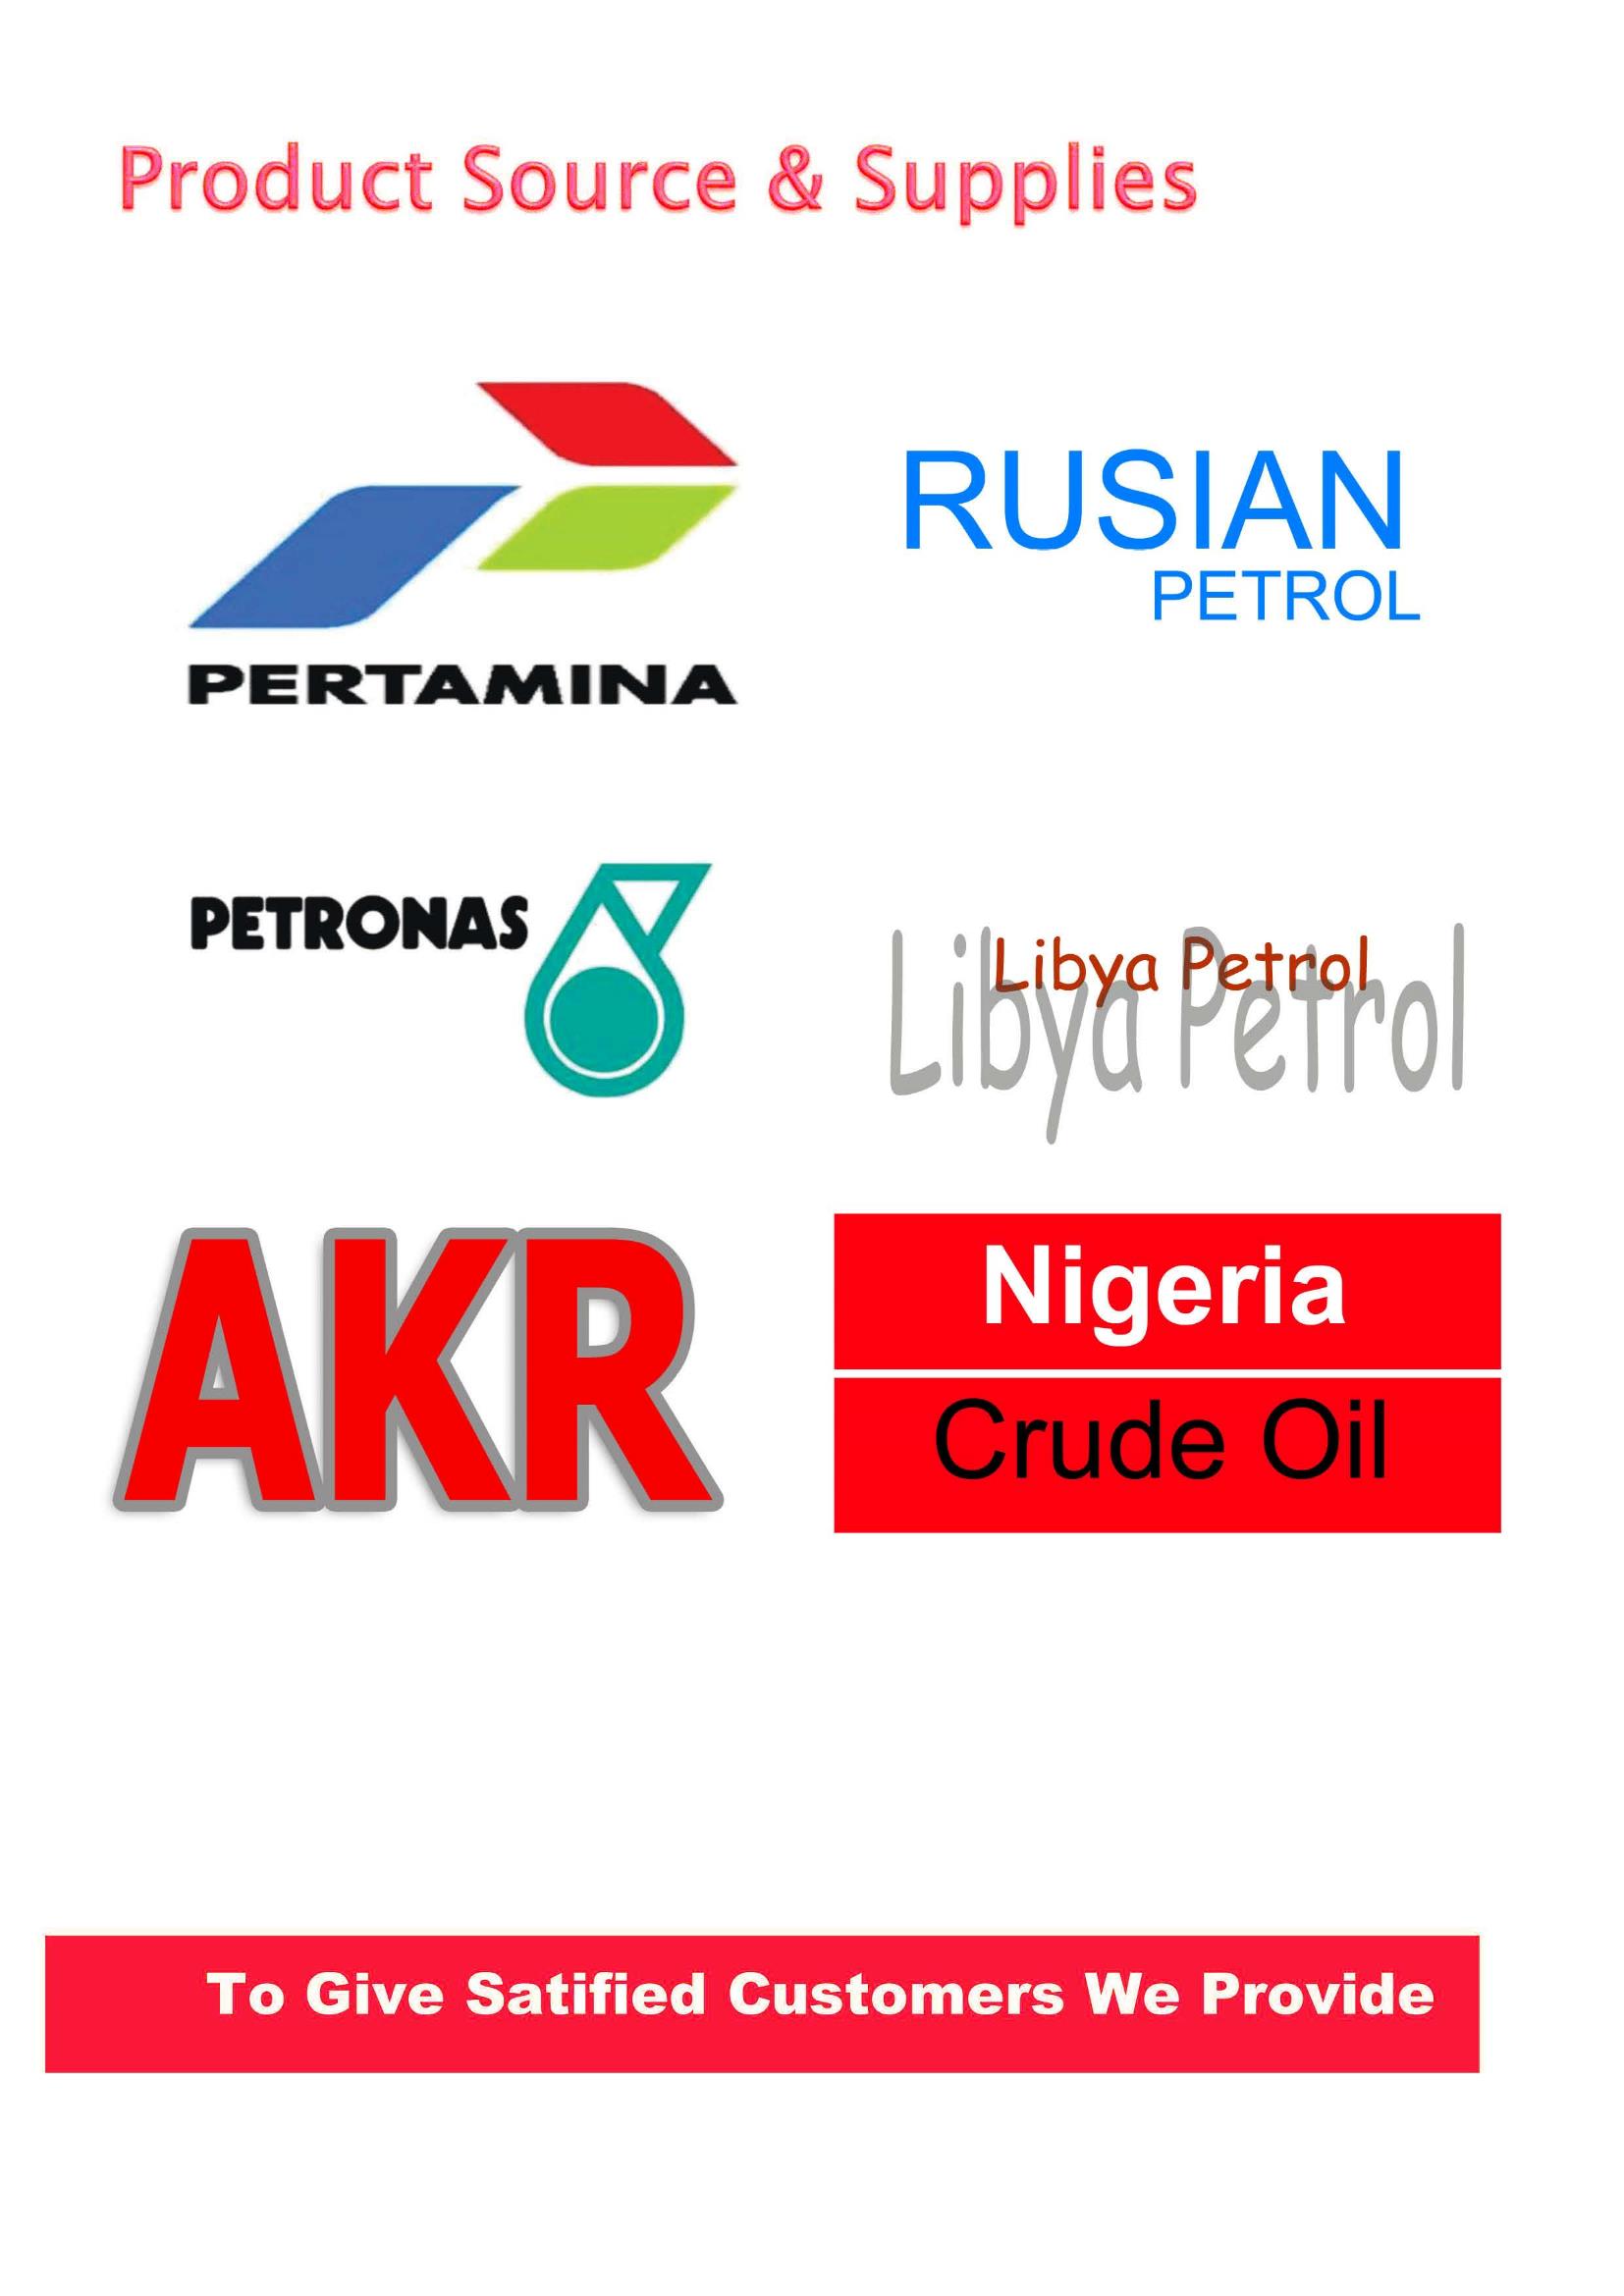 Product Source & Supplies
PERTAMINA
RUSIAN
PETROL
PETRONAS
Libya Petrol
Libya Petrol
AKR
Nigeria
Crude Oil
To Give Satified Customers We Provide